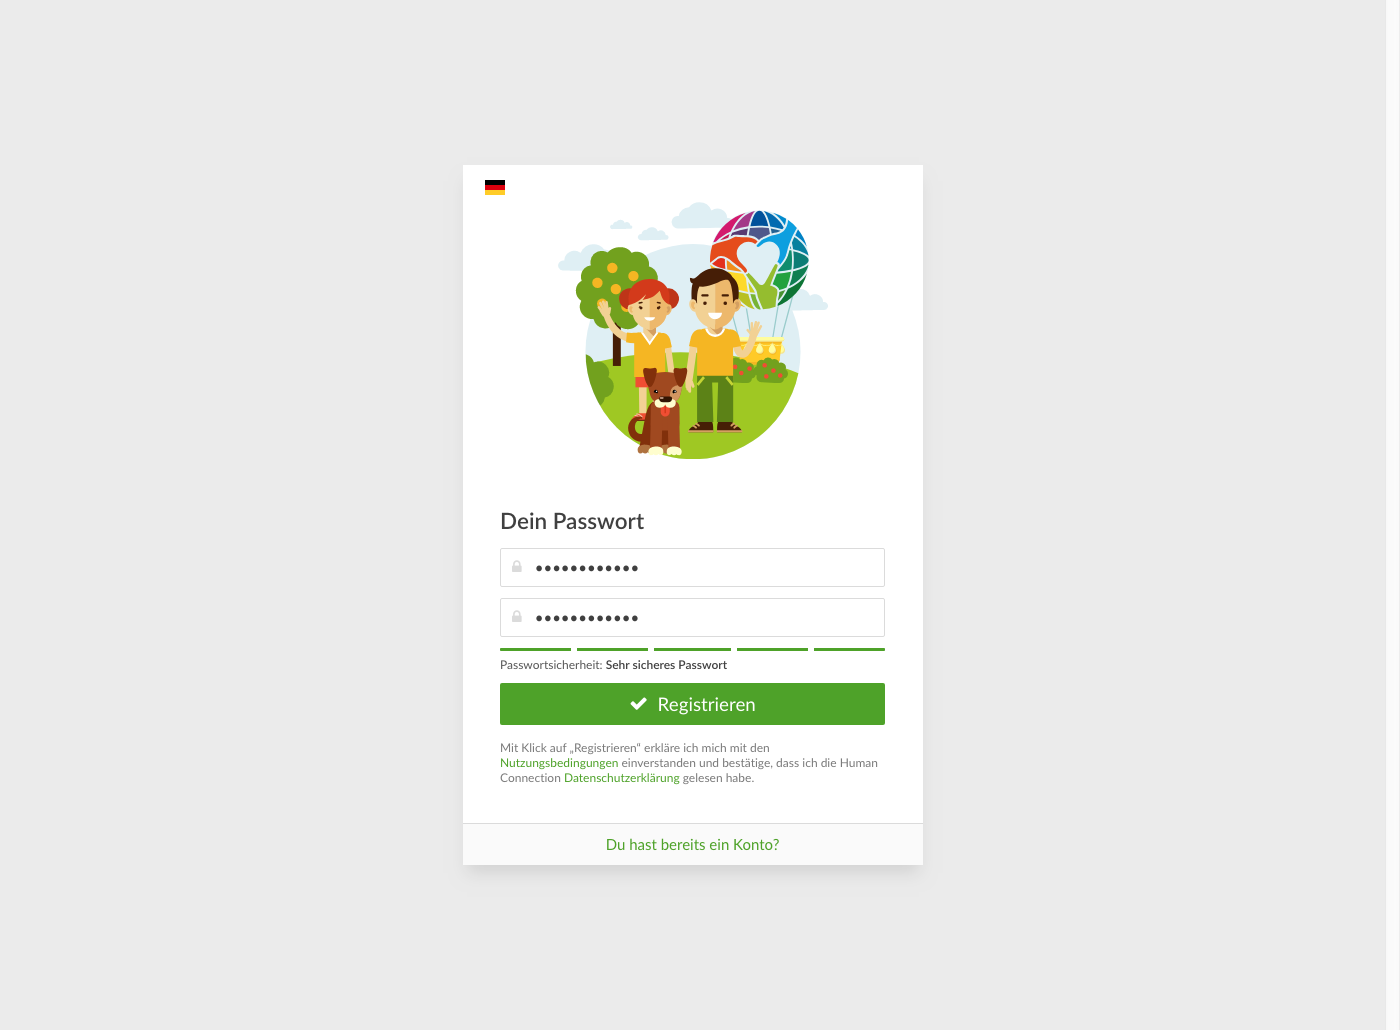 Dein Passwort
••••••••••••
••••••••••••
Passwortsicherheit: Sehr sicheres Passwort
Registrieren
Mit Klick auf „Registrieren“ erkläre ich mich mit den
Nutzungsbedingungen einverstanden und bestätige, dass ich die Human
Connection Datenschutzerklärung gelesen habe.
Du hast bereits ein Konto?